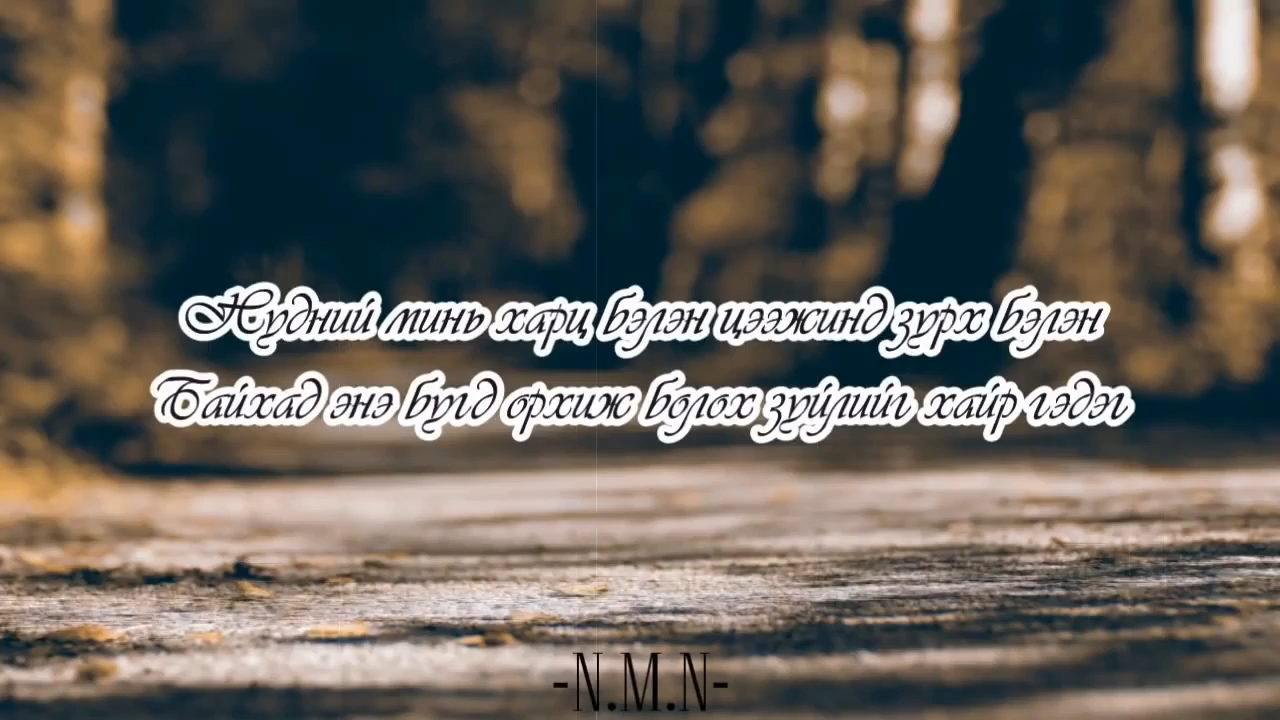 Нүдний минь харц бэлэн цээжинд зүрх бэлэн
Байхад энэ бүгд орхиж болох зүйлийг хайр гэдэг
-N.M.N-